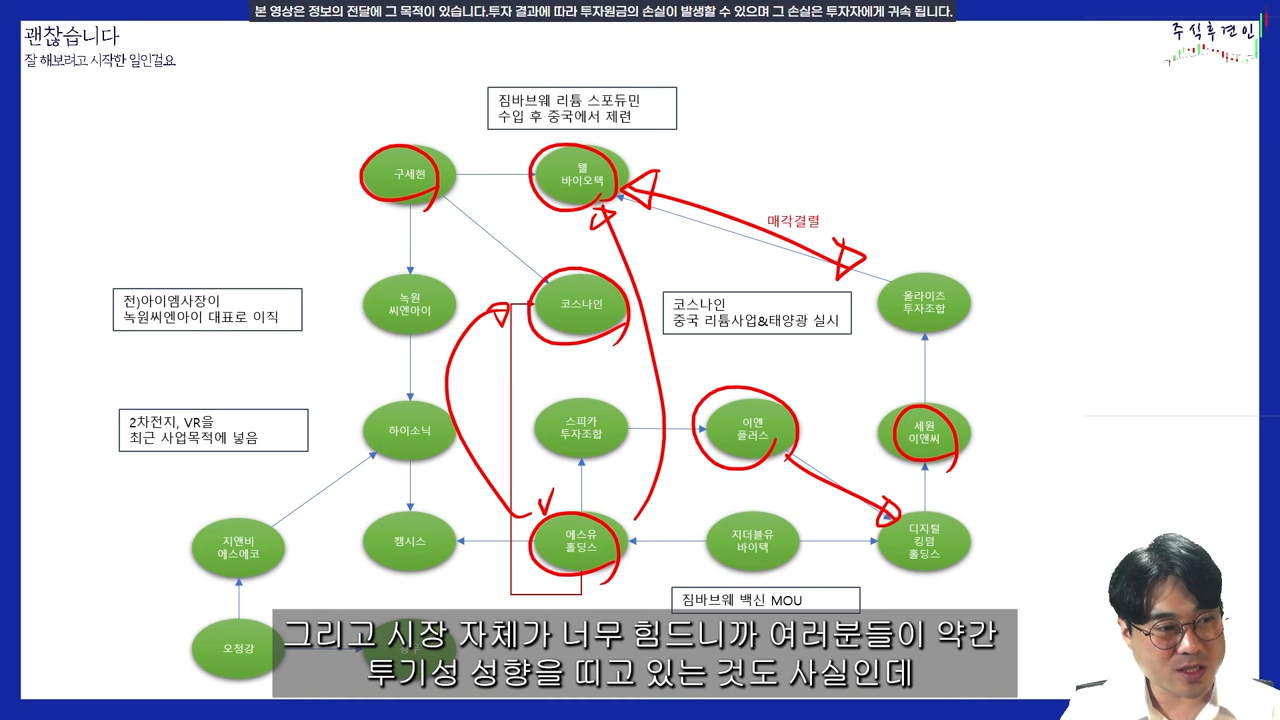 본 영상은 정보의 전달에 그 목적이 있습니다.투자 결과에 따라 투자원금의 손실이 발생할 수 있으며 그 손실은 투자자에게 귀속 됩니다.
괜찮습니다
잘 해보려고 시작한 일인걸요
주식후견인
짐바브웨 리튬 스포듀민
수입 후 중국에서 제련
구세현
웰
바이오텍
매각결렬
전)아이엠사장이
녹원씨엔아이 대표로 이직
녹원
씨엔아이
코스나인
코스나인
중국 리튬사업&태양광 실시
올라이츠
투자조합
2차전지, VR을
최근 사업목적에 넣음
하이소닉
스피카
투자조합
이엔
플러스
세원
이앤씨
지앤비
에스에코
캠시스
에스유
홀딩스
지더블유
바이텍
디지털
킹덤
홀딩스
짐바브웨 백신 MOU
오정강
그리고 시장 자체가 너무 힘드니까 여러분들이 약간
투기성 성향을 띠고 있는 것도 사실인데